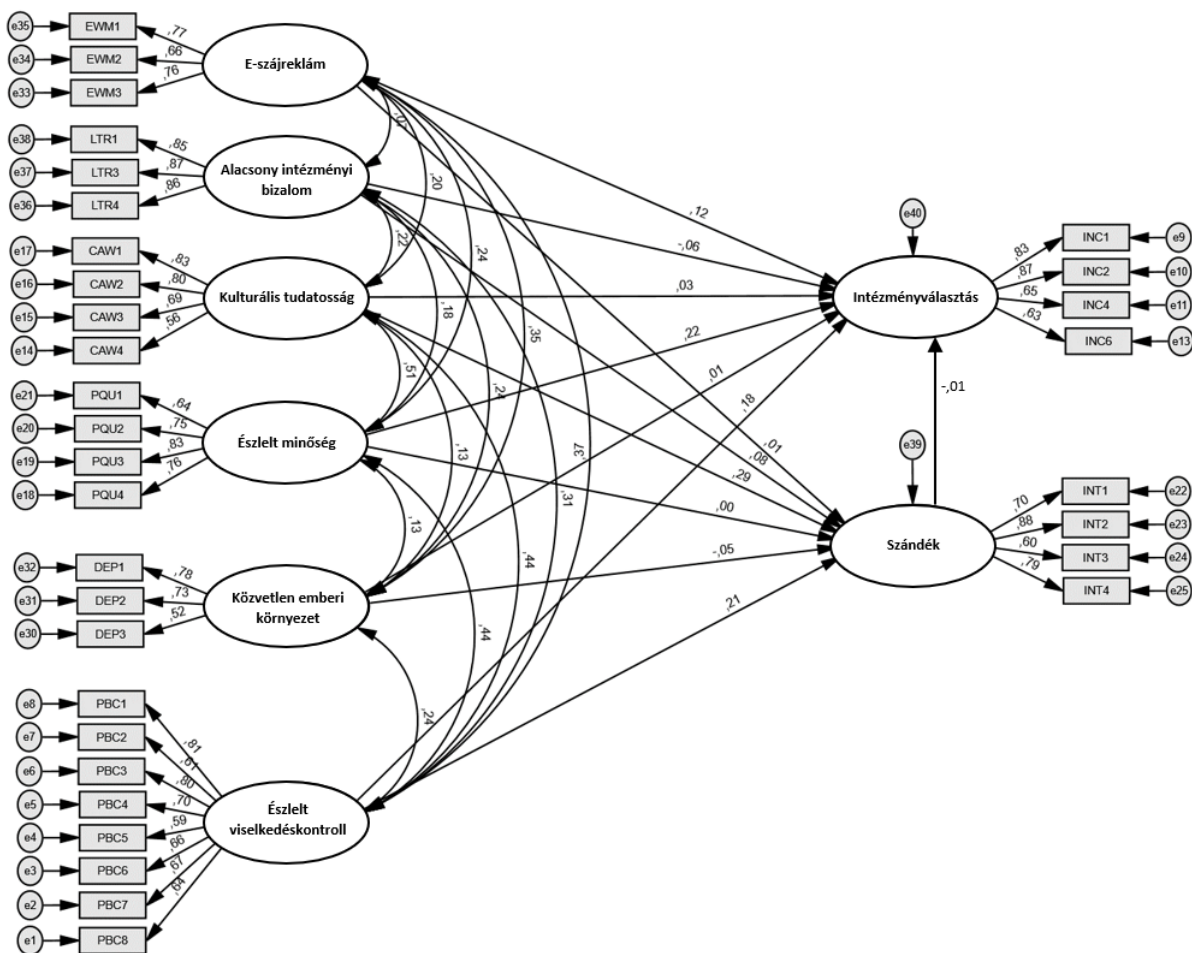 e35
EWM1
,77
e34
EWM2
,66
e33
EWM3
,76
E-szájreklám
e38
LTR1
,85
e37
LTR3
,87
e36
LTR4
,86
Alacsony intézményi
bizalom
e17
CAW1
,83
e16
CAW2
,80
e15
CAW3
,69
e14
CAW4
,56
Kulturális tudatosság
e21
PQU1
,64
e20
PQU2
,75
e19
PQU3
,83
e18
PQU4
,76
Észlelt minőség
e32
DEP1
,78
e31
DEP2
,73
e30
DEP3
,52
Közvetlen emberi
környezet
e8
PBC1
,81
e7
PBC2
,61
e6
PBC3
,80
e5
PBC4
,70
e4
PBC5
,59
e3
PBC6
,66
e2
PBC7
,67
e1
PBC8
,64
Észlelt
viselkedéskontroll
,20
,22
,24
,18
,35
,51
,24
,13
,37
,31
,13
,44
,44
,24
,12
-,06
,03
,22
,01
,18
,01
,08
,29
,00
-,05
,21
e40
Intézményválasztás
,83
INC1
e9
,87
INC2
e10
,65
INC4
e11
,63
INC6
e13
-,01
e39
Szándék
,70
INT1
e22
,88
INT2
e23
,60
INT3
e24
,79
INT4
e25